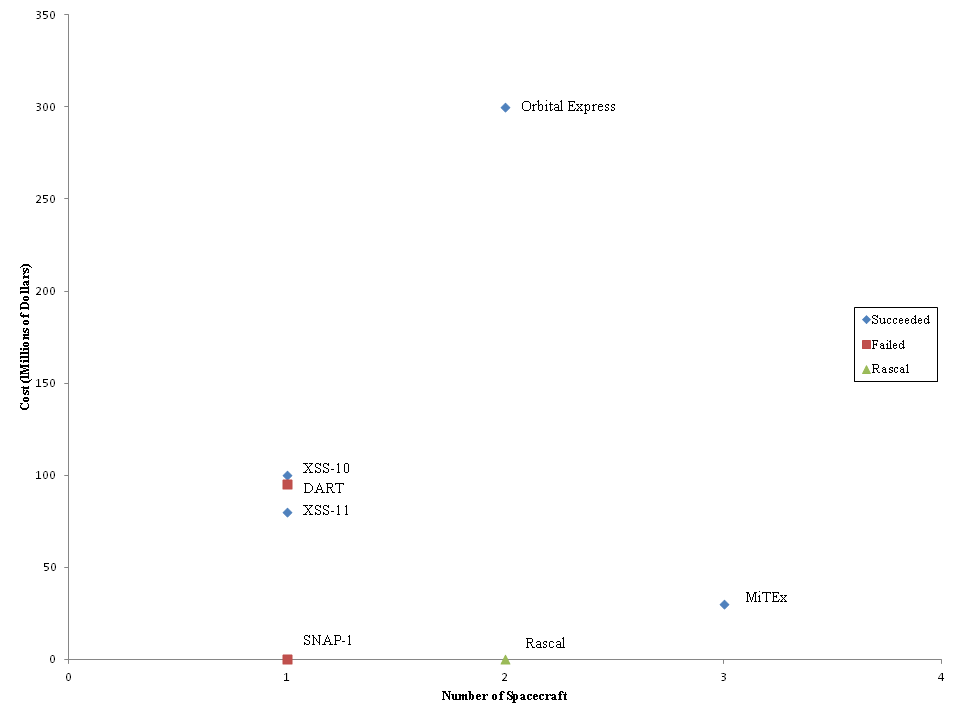 350
300
250
200
150
100
50
0
Cost (lMillions of Dollars)
Orbital Express
XSS-10
DART
XSS-11
MiTEx
SNAP-1
Rascal
Succeeded
Failed
Rascal
0 1 2 3 4
Number of Spacecraft